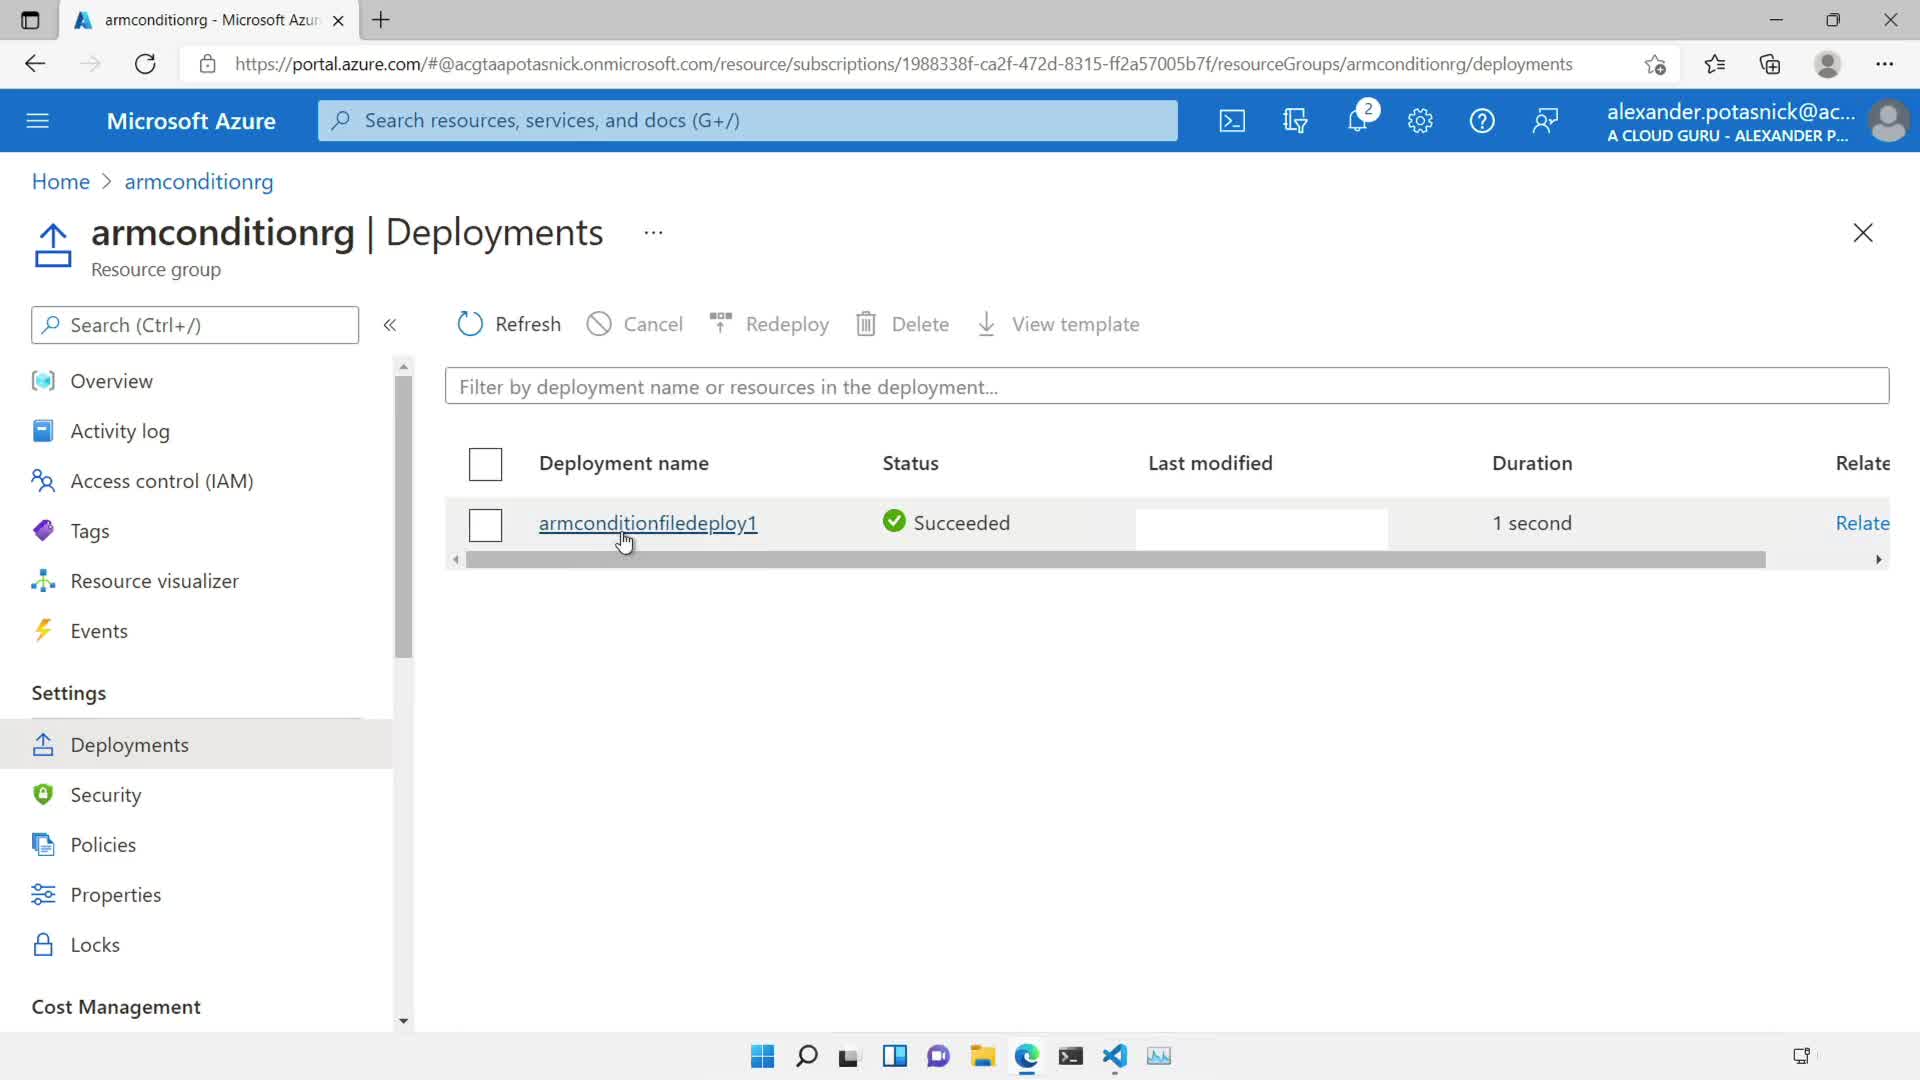 armconditionrg - Microsoft Azu
https://portal.azure.com/#@acgtaapotasnick.onmicrosoft.com/resource/subscriptions/1988338f-ca2f-472d-8315-ff2a57005b7f/resourceGroups/armconditionrg/deployments
Microsoft Azure
Search resources, services, and docs (G+/)
2
alexander.potasnick@ac...
A CLOUD GURU - ALEXANDER P...
Home > armconditionrg
armconditionrg | Deployments ...
Resource group
Search (Ctrl+/)
«
Refresh
Cancel
Redeploy
Delete
View template
Overview
Activity log
Access control (IAM)
Tags
Resource visualizer
Events
Settings
Deployments
Security
Policies
Properties
Locks
Cost Management
Filter by deployment name or resources in the deployment...
Deployment name Status Last modified Duration Relate
armconditionfiledeploy1 Succeeded 1 second Relate